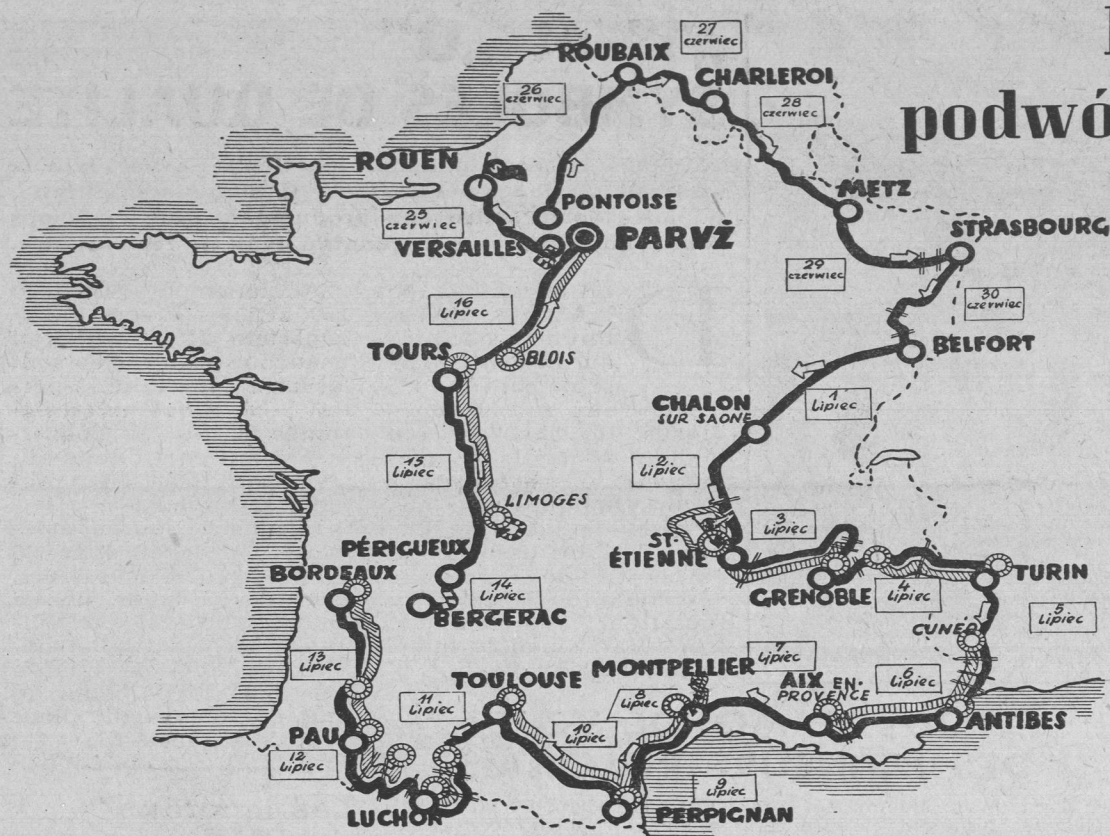 27
czerwiec
ROUBAIX
CHARLEROI
podwó
26
czerwiec
28
czerwiec
ROUEN
METZ
PONTOISE
25
czerwiec
VERSAILLES
PARYŻ
STRASBOURG
29
czerwiec
30
czerwiec
16
Lipiec
TOURS
BLOIS
BELFORT
1
Lipiec
CHALON
SUR SAONE
15
Lipiec
2
Lipiec
LIMOGES
3
Lipiec
ST-
ÉTIENNE
PÉRIGUEUX
BORDEAUX
14
Lipiec
BERGERAC
GRENOBLE
4
Lipiec
TURIN
5
Lipiec
CUNÉO
13
Lipiec
11
Lipiec
TOULOUSE
MONTPELLIER
7
Lipiec
8
Lipiec
AIX EN-
PROVENCE
6
Lipiec
ANTIBES
PAU
10
Lipiec
12
Lipiec
9
Lipiec
LUCHON
PERPIGNAN